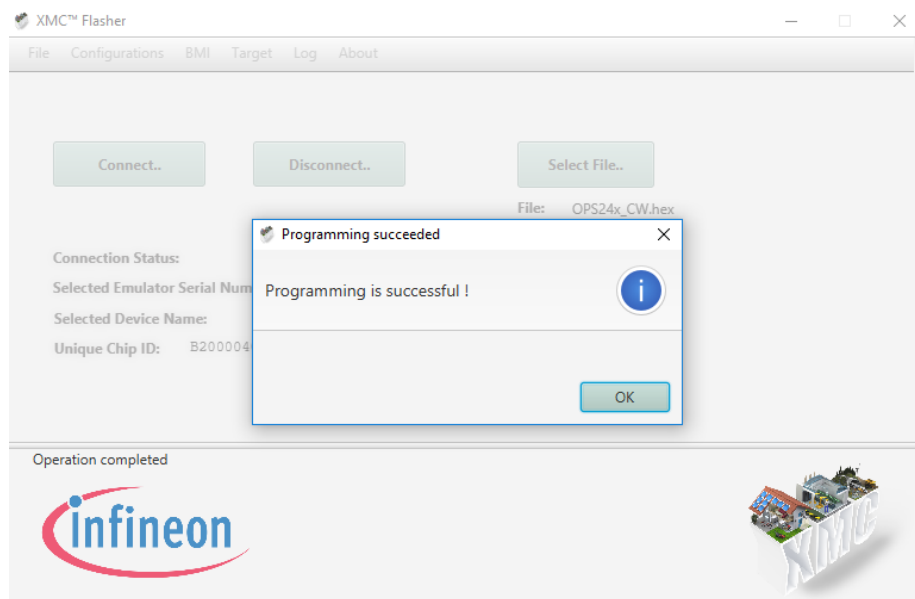 XMC™ Flasher
File Configurations BMI Target Log About
Connect.. Disconnect.. Select File..
File: OPS24x_CW.hex
Programming succeeded
Connection Status:
Selected Emulator Serial Num
Programming is successful !
Selected Device Name:
Unique Chip ID: B200004
OK
Operation completed
infineon
XMC